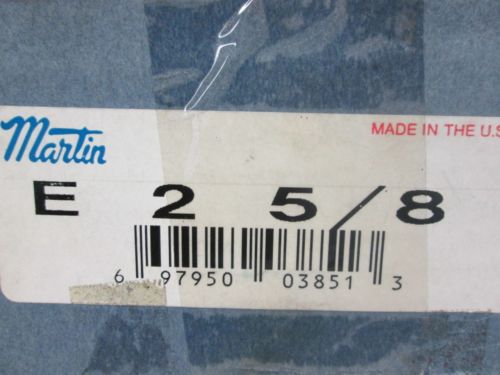 Martin
MADE IN THE U.S
E 2 5/8
6 97950 03851 3